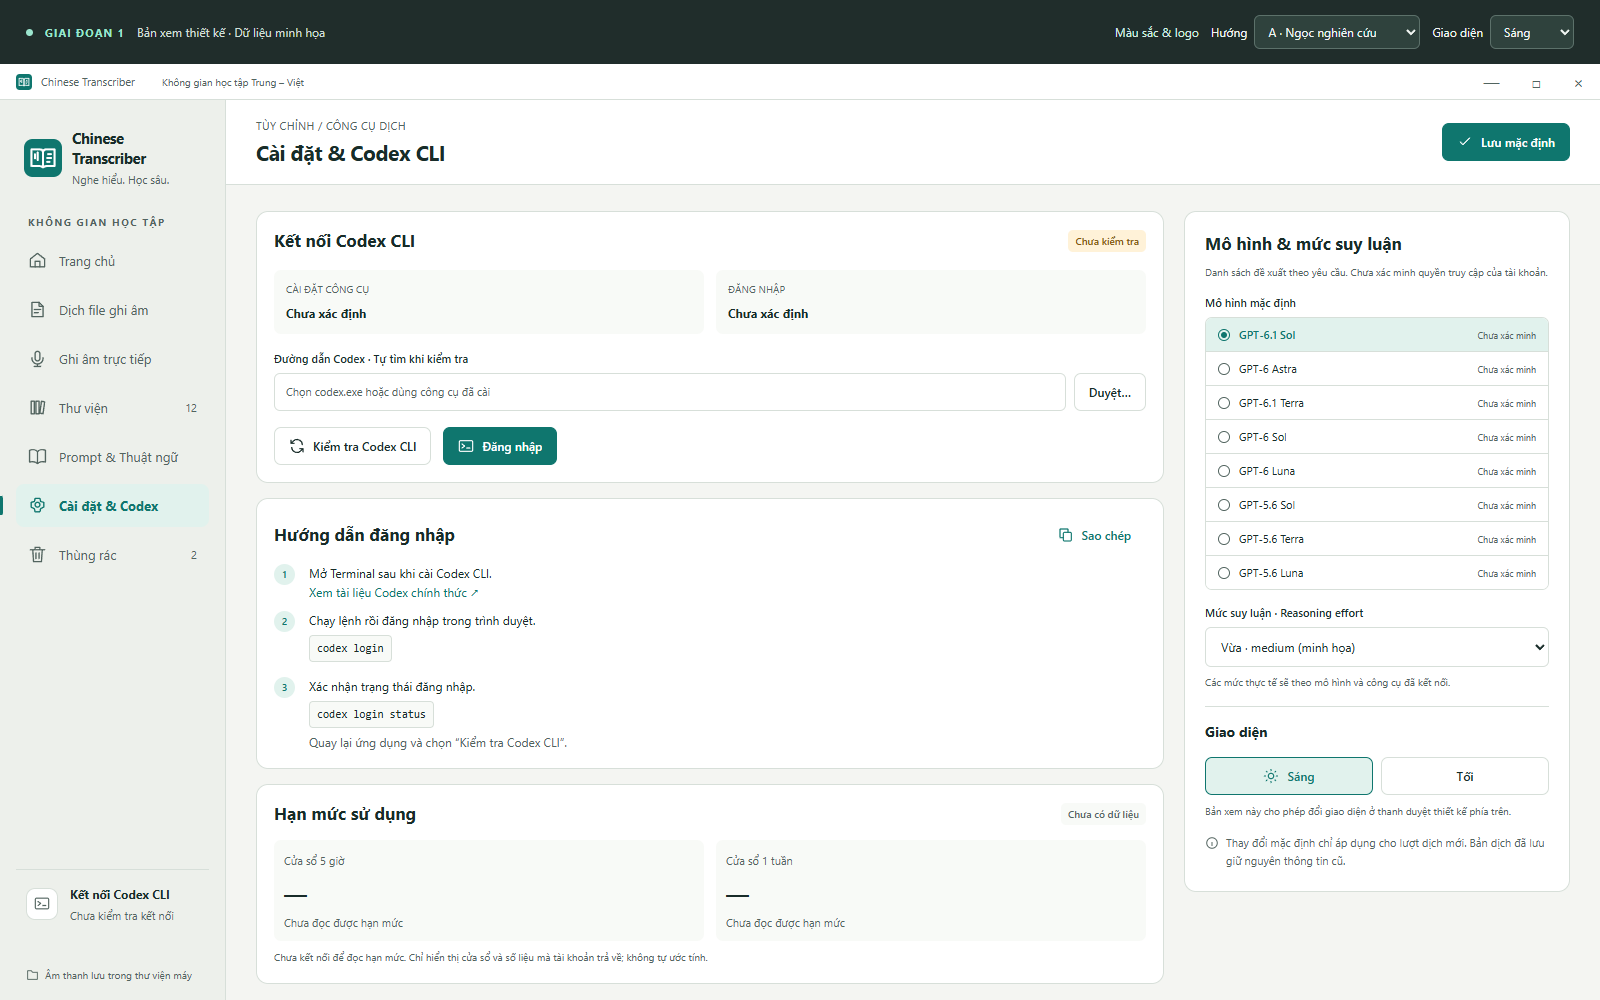 GIAI ĐOẠN 1 Bản xem thiết kế · Dữ liệu minh họa
Màu sắc & logo Hướng A · Ngọc nghiên cứu Giao diện Sáng
Chinese Transcriber Không gian học tập Trung – Việt
Chinese
Transcriber
Nghe hiểu. Học sâu.
KHÔNG GIAN HỌC TẬP
Trang chủ
Dịch file ghi âm
Ghi âm trực tiếp
Thư viện 12
Prompt & Thuật ngữ
Cài đặt & Codex
Thùng rác 2
Kết nối Codex CLI
Chưa kiểm tra kết nối
Âm thanh lưu trong thư viện máy
TÙY CHỈNH / CÔNG CỤ DỊCH
Cài đặt & Codex CLI
Lưu mặc định
Kết nối Codex CLI
Chưa kiểm tra
CÀI ĐẶT CÔNG CỤ
Chưa xác định
ĐĂNG NHẬP
Chưa xác định
Đường dẫn Codex · Tự tìm khi kiểm tra
Chọn codex.exe hoặc dùng công cụ đã cài
Duyệt...
Kiểm tra Codex CLI
Đăng nhập
Hướng dẫn đăng nhập
Sao chép
1 Mở Terminal sau khi cài Codex CLI.
Xem tài liệu Codex chính thức ↗
2 Chạy lệnh rồi đăng nhập trong trình duyệt.
codex login
3 Xác nhận trạng thái đăng nhập.
codex login status
Quay lại ứng dụng và chọn “Kiểm tra Codex CLI”.
Hạn mức sử dụng
Chưa có dữ liệu
Cửa sổ 5 giờ
—
Chưa đọc được hạn mức
Cửa sổ 1 tuần
—
Chưa đọc được hạn mức
Chưa kết nối để đọc hạn mức. Chỉ hiển thị cửa sổ và số liệu mà tài khoản trả về; không tự ước tính.
Mô hình & mức suy luận
Danh sách đề xuất theo yêu cầu. Chưa xác minh quyền truy cập của tài khoản.
Mô hình mặc định
GPT-6.1 Sol Chưa xác minh
GPT-6 Astra Chưa xác minh
GPT-6.1 Terra Chưa xác minh
GPT-6 Sol Chưa xác minh
GPT-6 Luna Chưa xác minh
GPT-5.6 Sol Chưa xác minh
GPT-5.6 Terra Chưa xác minh
GPT-5.6 Luna Chưa xác minh
Mức suy luận · Reasoning effort
Vừa · medium (minh họa)
Các mức thực tế sẽ theo mô hình và công cụ đã kết nối.
Giao diện
Sáng
Tối
Bản xem này cho phép đổi giao diện ở thanh duyệt thiết kế phía trên.
Thay đổi mặc định chỉ áp dụng cho lượt dịch mới. Bản dịch đã lưu
giữ nguyên thông tin cũ.